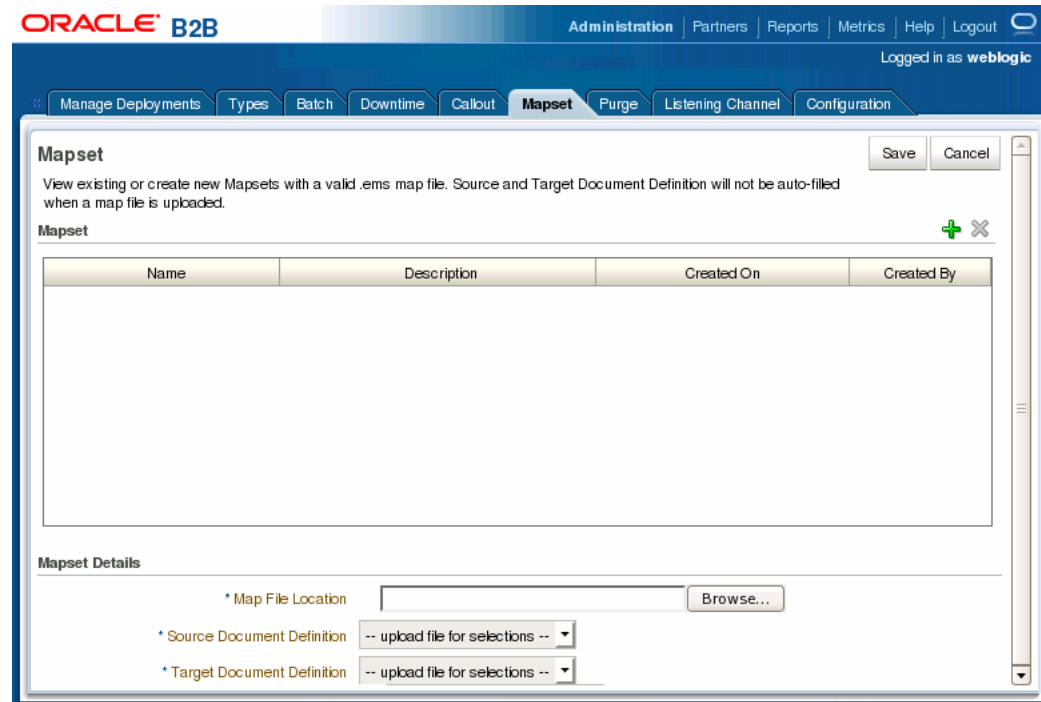 ORACLE B2B
Administration | Partners | Reports | Metrics | Help | Logout
Logged in as weblogic
« Manage Deployments Types Batch Downtime Callout Mapset Purge Listening Channel Configuration
Mapset Save Cancel
View existing or create new Mapsets with a valid .ems map file. Source and Target Document Definition will not be auto-filled
when a map file is uploaded.
Mapset
Name Description Created On Created By
Mapset Details
* Map File Location Browse...
* Source Document Definition -- upload file for selections --
* Target Document Definition -- upload file for selections --